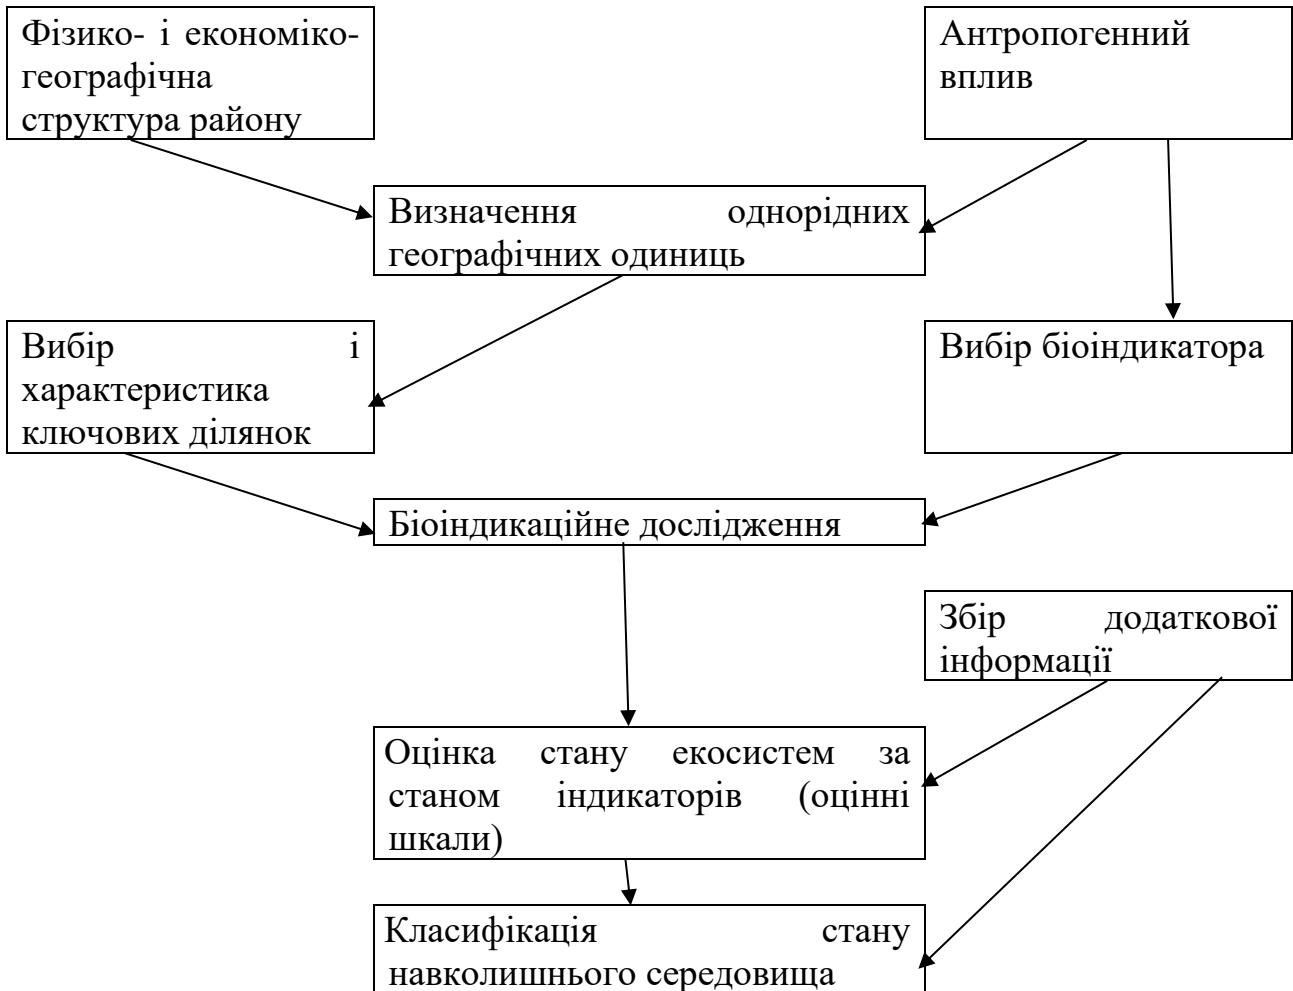 Фізико- і економіко-
географічна
структура району
Антропогенний
вплив
Визначення однорідних
географічних одиниць
Вибір і
характеристика
ключових ділянок
Вибір біоіндикатора
Біоіндикаційне дослідження
Збір додаткової
інформації
Оцінка стану екосистем за
станом індикаторів (оцінні
шкали)
Класифікація стану
навколишнього середовища